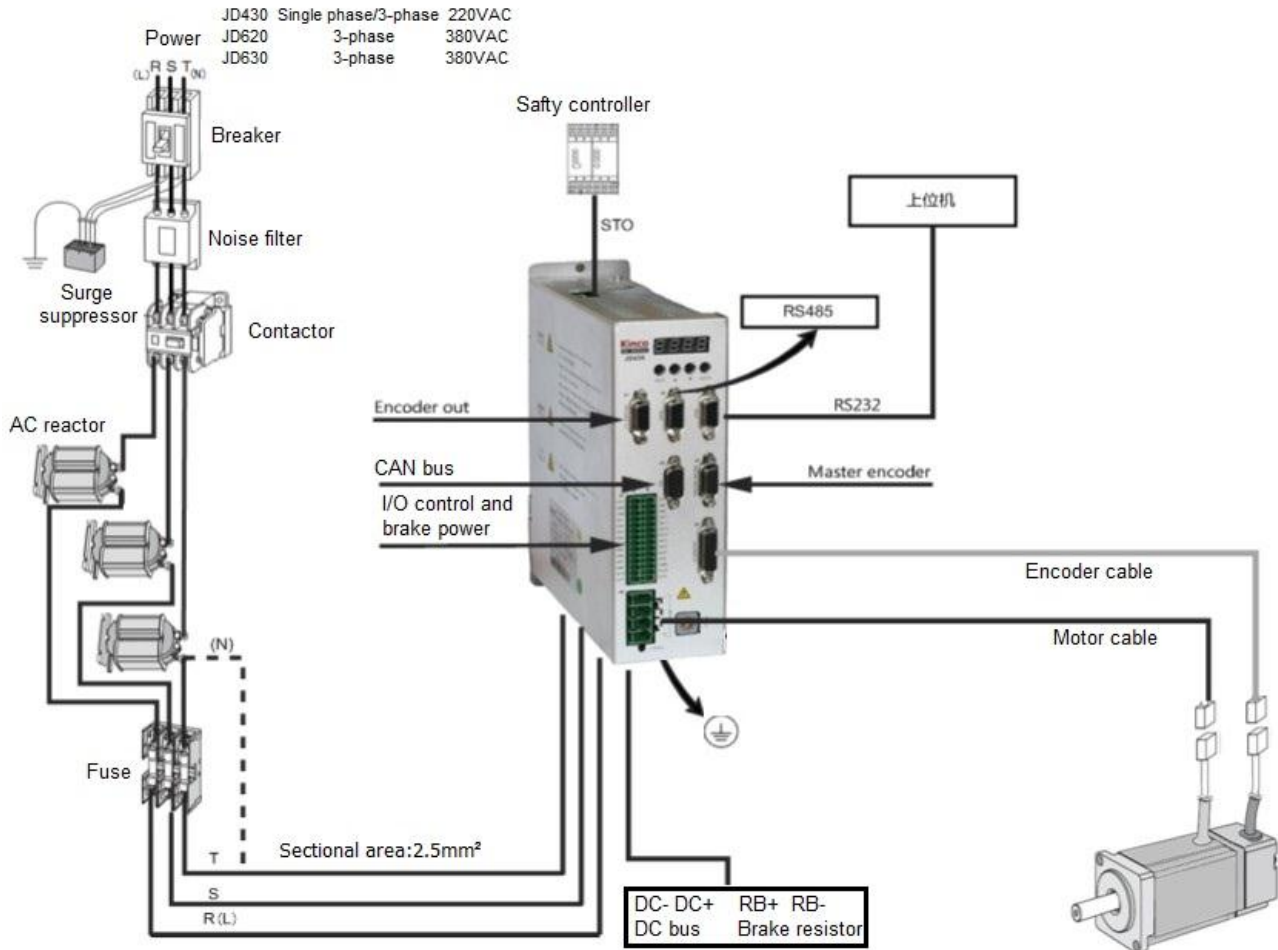 JD430 Single phase/3-phase 220VAC
Power JD620 3-phase 380VAC
JD630 3-phase 380VAC
(L) R S T (N)
Safty controller
Breaker
上位机
STO
Noise filter
Surge
suppressor
Contactor
RS485
Kinco
Encoder out
RS232
AC reactor
CAN bus
Master encoder
I/O control and
brake power
Encoder cable
Motor cable
(N)
Fuse
T
Sectional area:2.5mm²
S
R(L)
DC- DC+ RB+ RB-
DC bus Brake resistor